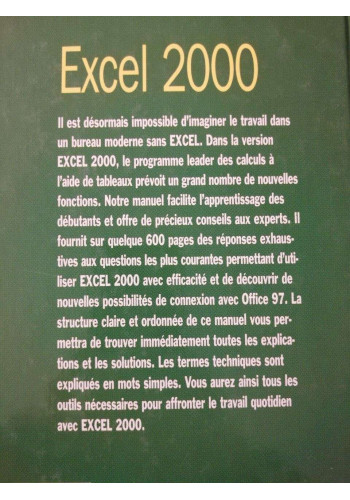 Excel 2000
Il est désormais impossible d'imaginer le travail dans
un bureau moderne sans EXCEL. Dans la version
EXCEL 2000, le programme leader des calculs à
l'aide de tableaux prévoit un grand nombre de nouvelles
fonctions. Notre manuel facilite l'apprentissage des
débutants et offre de précieux conseils aux experts. Il
fournit sur quelque 600 pages des réponses exhaus-
tives aux questions les plus courantes permettant d'uti-
liser EXCEL 2000 avec efficacité et de découvrir de
nouvelles possibilités de connexion avec Office 97. La
structure claire et ordonnée de ce manuel vous per-
mettra de trouver immédiatement toutes les explica-
tions et les solutions. Les termes techniques sont
expliqués en mots simples. Vous aurez ainsi tous les
outils nécessaires pour affronter le travail quotidien
avec EXCEL 2000.